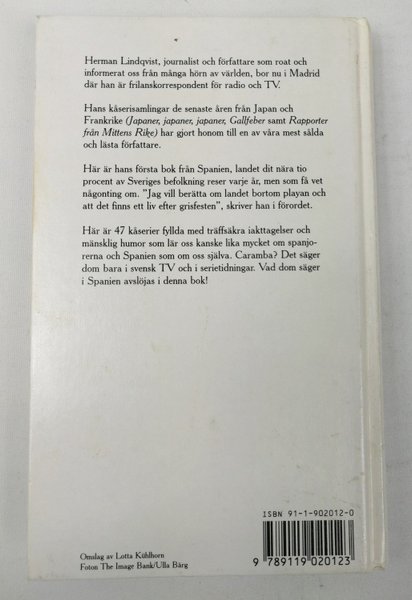 Herman Lindqvist, journalist och författare som roat och
informerat oss från många hörn av världen, bor nu i Madrid
där han är frilanskorrespondent för radio och TV.
Hans kåserisamlingar de senaste åren från Japan och
Frankrike (Japaner, japaner, japaner, Gallfeber samt Rapporter
från Mittens Rike) har gjort honom till en av våra mest sålda
och lästa författare.
Här är hans första bok från Spanien, landet dit nära tio
procent av Sveriges befolkning reser varje år, men som få vet
någonting om. ”Jag vill berätta om landet bortom playan och
att det finns ett liv efter grisfesten”, skriver han i förordet.
Här är 47 kåserier fyllda med träffsäkra iakttagelser och
mänsklig humor som lär oss kanske lika mycket om spanjo-
rerna och Spanien som om oss själva. Caramba? Det säger
dom bara i svensk TV och i serietidningar. Vad dom säger
i Spanien avslöjas i denna bok!
ISBN 91-1-902012-0
Omslag av Lotta Kühlhorn
Foton The Image Bank/Ulla Bärg
9 789119 020123